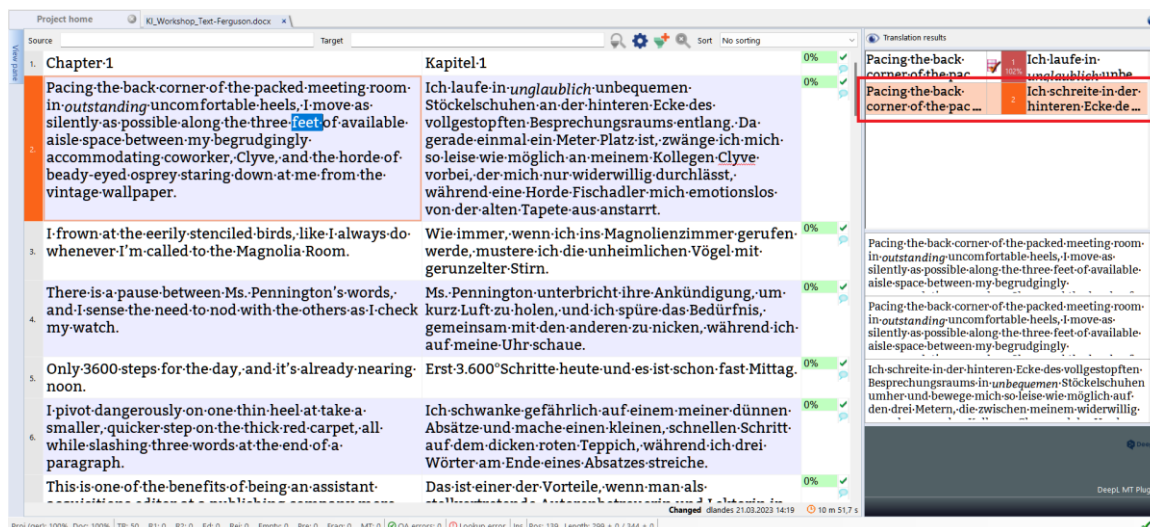 Project home
KI_Workshop_Text-Ferguson.docx ×
Source
Target
Sort No sorting
View pane
1. Chapter·1
Kapitel·1
0%
2. Pacing·the·back·corner·of·the·packed·meeting·room·
in·outstanding·uncomfortable·heels,·I·move·as·
silently·as·possible·along·the·three·feet·of·available·
aisle·space·between·my·begrudgingly·
accommodating·coworker,·Clyve,·and·the·horde·of·
beady-eyed·osprey·staring·down·at·me·from·the·
vintage·wallpaper.
Ich·laufe·in·unglaublich·unbequemen·
Stöckelschuhen·an·der·hinteren·Ecke·des·
vollgestopften·Besprechungsraums·entlang.·Da·
gerade·einmal·ein·Meter·Platz·ist,·zwänge·ich·mich·
so·leise·wie·möglich·an·meinem·Kollegen·Clyve·
vorbei,·der·mich·nur·widerwillig·durchlässt,·
während·eine·Horde·Fischadler·mich·emotionslos·
von·der·alten·Tapete·aus·anstarrt.
0%
3. I·frown·at·the·eerily·stenciled·birds,·like·I·always·do·
whenever·I'm·called·to·the·Magnolia·Room.
Wie·immer,·wenn·ich·ins·Magnolienzimmer·gerufen·
werde,·mustere·ich·die·unheimlichen·Vögel·mit·
gerunzelter·Stirn.
0%
4. There·is·a·pause·between·Ms.·Pennington's·words,·
and·I·sense·the·need·to·nod·with·the·others·as·I·check·
my·watch.
Ms.·Pennington·unterbricht·ihre·Ankündigung,·um·
kurz·Luft·zu·holen,·und·ich·spüre·das·Bedürfnis,·
gemeinsam·mit·den·anderen·zu·nicken,·während·ich·
auf·meine·Uhr·schaue.
0%
5. Only·3600·steps·for·the·day,·and·it's·already·nearing·
noon.
Erst·3.600°Schritte·heute·und·es·ist·schon·fast·Mittag.
0%
6. I·pivot·dangerously·on·one·thin·heel·at·take·a·
smaller,·quicker·step·on·the·thick·red·carpet,·all·
while·slashing·three·words·at·the·end·of·a·
paragraph.
Ich·schwanke·gefährlich·auf·einem·meiner·dünnen·
Absätze·und·mache·einen·kleinen,·schnellen·Schritt·
auf·dem·dicken·roten·Teppich,·während·ich·drei·
Wörter·am·Ende·eines·Absatzes·streiche.
0%
This·is·one·of·the·benefits·of·being·an·assistant·
Das·ist·einer·der·Vorteile,·wenn·man·als·
0%
Changed dlandes 21.03.2023 14:19 10 m 51,7 s
Translation results
Pacing·the·back·
corner·of·the·pac
1
102%
Ich·laufe·in·
unglaublich·unbe
Pacing·the·back·
corner·of·the·pac ...
2
Ich·schreite·in·der·
hinteren·Ecke·de ...
Pacing·the·back·corner·of·the·packed·meeting·room·
in·outstanding·uncomfortable·heels,·I·move·as·
silently·as·possible·along·the·three·feet·of·available·
aisle·space·between·my·begrudgingly·
Pacing·the·back·corner·of·the·packed·meeting·room·
in·outstanding·uncomfortable·heels,·I·move·as·
silently·as·possible·along·the·three·feet·of·available·
aisle·space·between·my·begrudgingly·
Ich·schreite·in·der·hinteren·Ecke·des·vollgestopften·
Besprechungsraums·in·unbequemen·Stöckelschuhen·
umher·und·bewege·mich·so·leise·wie·möglich·auf·
den·drei·Metern,·die·zwischen·meinem·widerwillig·
DeepL MT Plug